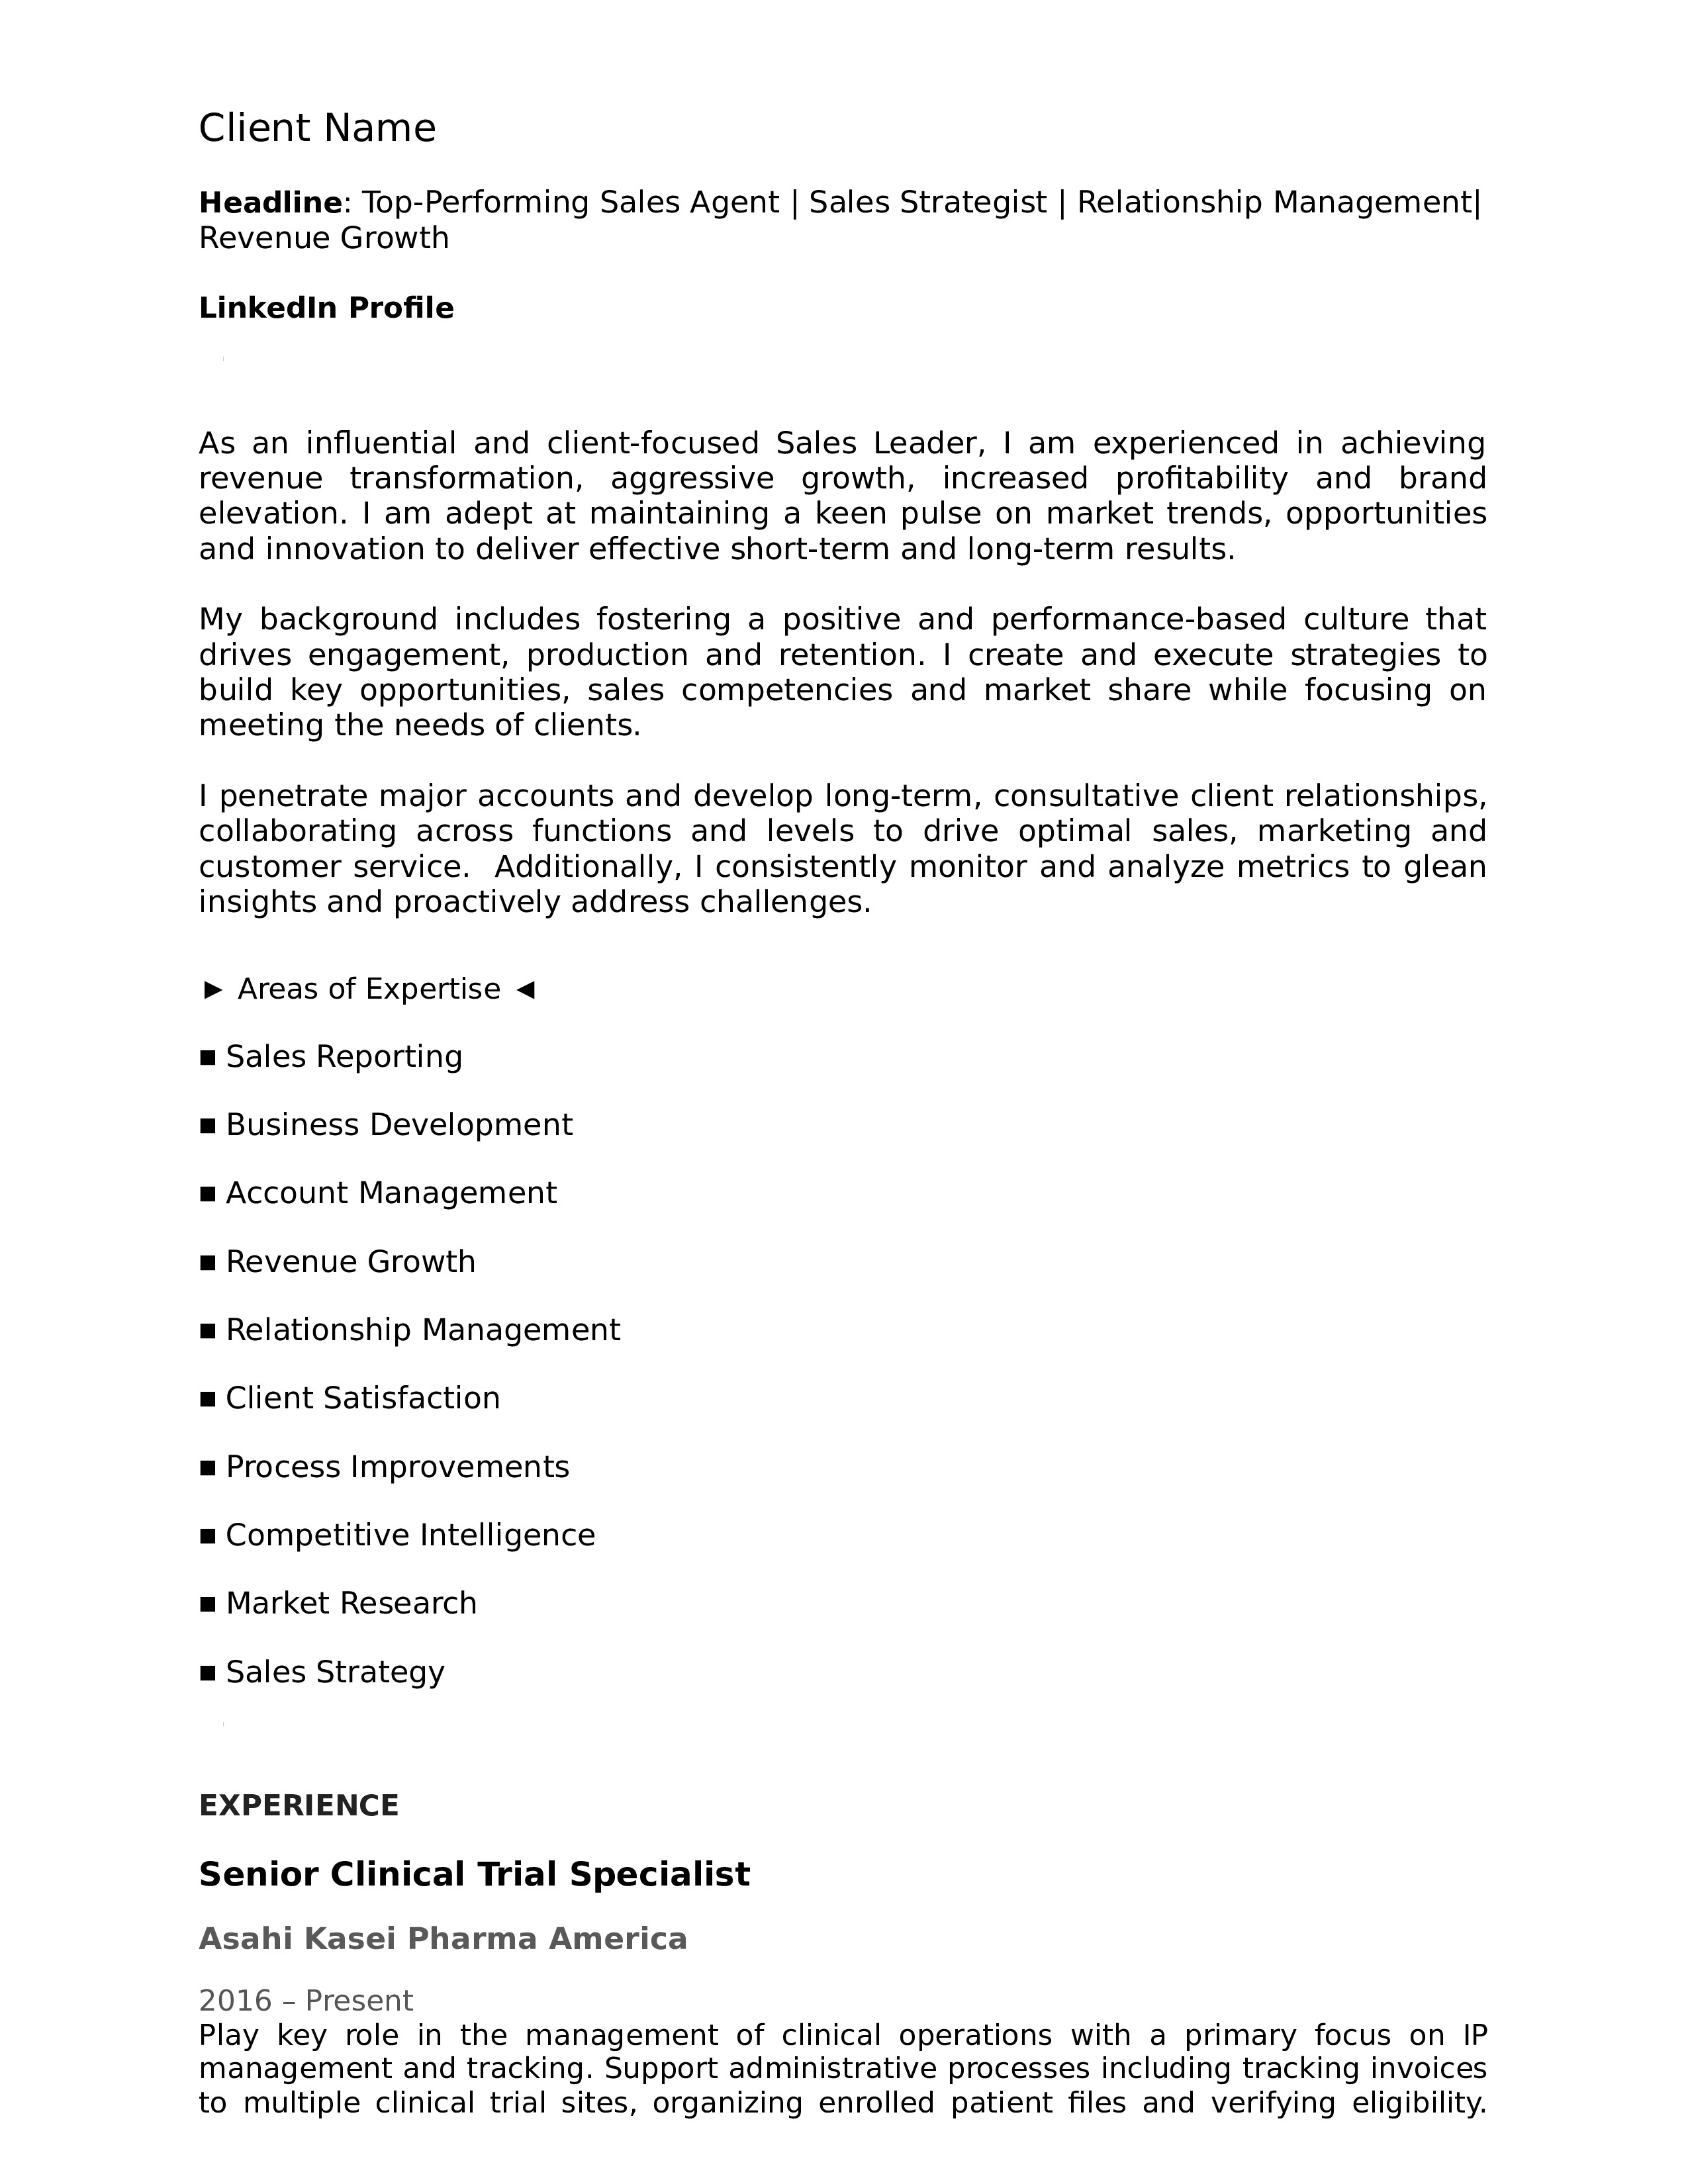 Client Name
Headline: Top-Performing Sales Agent | Sales Strategist | Relationship Management|
Revenue Growth
LinkedIn Profile
As an influential and client-focused Sales Leader, I am experienced in achieving
revenue transformation, aggressive growth, increased profitability and brand
elevation. I am adept at maintaining a keen pulse on market trends, opportunities
and innovation to deliver effective short-term and long-term results.
My background includes fostering a positive and performance-based culture that
drives engagement, production and retention. I create and execute strategies to
build key opportunities, sales competencies and market share while focusing on
meeting the needs of clients.
I penetrate major accounts and develop long-term, consultative client relationships,
collaborating across functions and levels to drive optimal sales, marketing and
customer service.  Additionally, I consistently monitor and analyze metrics to glean
insights and proactively address challenges.
► Areas of Expertise ◄
■ Sales Reporting
■ Business Development
■ Account Management
■ Revenue Growth
■ Relationship Management
■ Client Satisfaction
■ Process Improvements
■ Competitive Intelligence
■ Market Research
■ Sales Strategy
EXPERIENCE
Senior Clinical Trial Specialist
Asahi Kasei Pharma America
2016 – Present
Play key role in the management of clinical operations with a primary focus on IP
management and tracking. Support administrative processes including tracking invoices
to multiple clinical trial sites, organizing enrolled patient files and verifying eligibility.